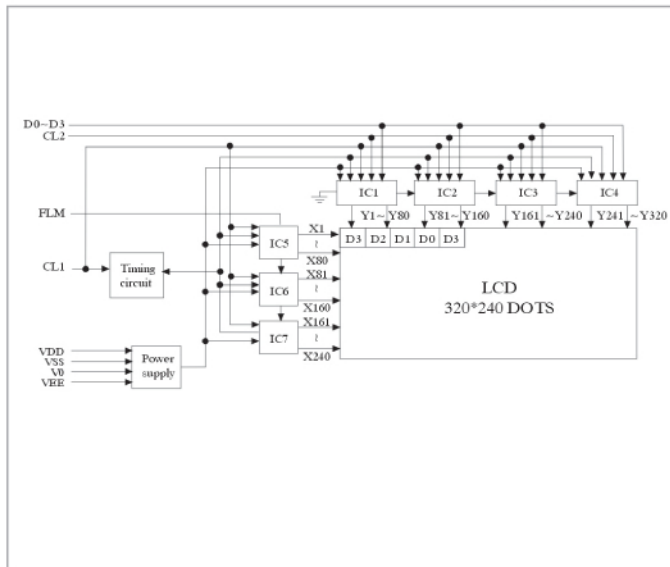 D0~D3
CL2
IC1 IC2 IC3 IC4
FLM
Y1~ Y80 Y81~ Y160 Y161 ~Y240 Y241 ~Y320
X1
IC5
~
D3 D2 D1 D0 D3
X80
CL1
Timing
circuit
X81
IC6
~
X160
LCD
320*240 DOTS
X161
IC7
~
X240
VDD
VSS
V0
VEE
Power
supply